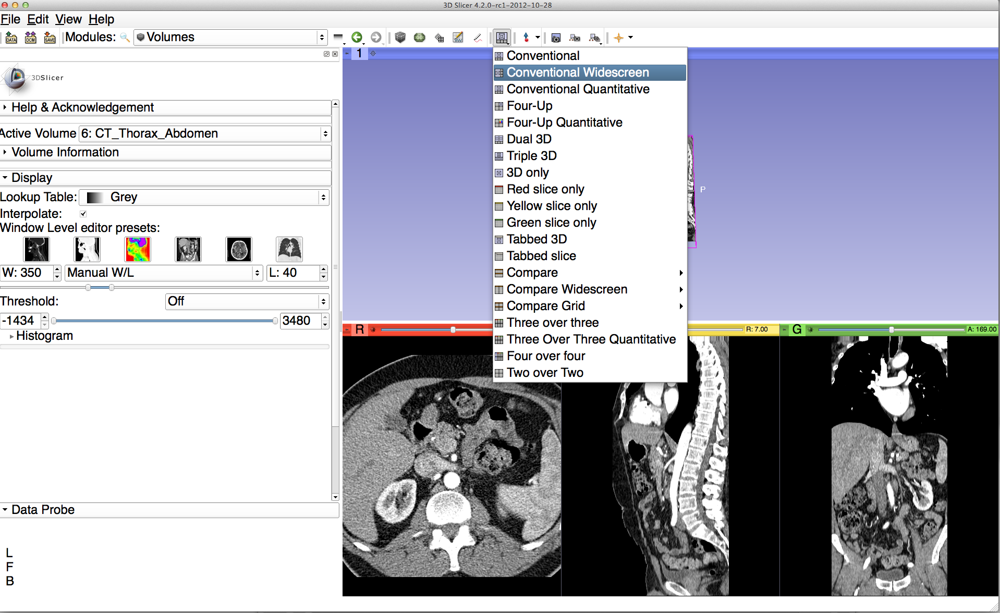 3D Slicer 4.2.0-rc1-2012-10-28
File Edit View Help
DATA DCM SAVE Modules: Volumes
1
3DSlicer
Help & Acknowledgement
Active Volume 6: CT_Thorax_Abdomen
Volume Information
Display
Lookup Table: Grey
Interpolate:
Window Level editor presets:
W: 350 Manual W/L L: 40
Threshold: Off
-1434 3480
Histogram
Data Probe
L
F
B
Conventional
Conventional Widescreen
Conventional Quantitative
Four-Up
Four-Up Quantitative
Dual 3D
Triple 3D
3D only
Red slice only
Yellow slice only
Green slice only
Tabbed 3D
Tabbed slice
Compare
Compare Widescreen
Compare Grid
Three over three
Three Over Three Quantitative
Four over four
Two over Two
P
R R: 7.00 G A: 169.00